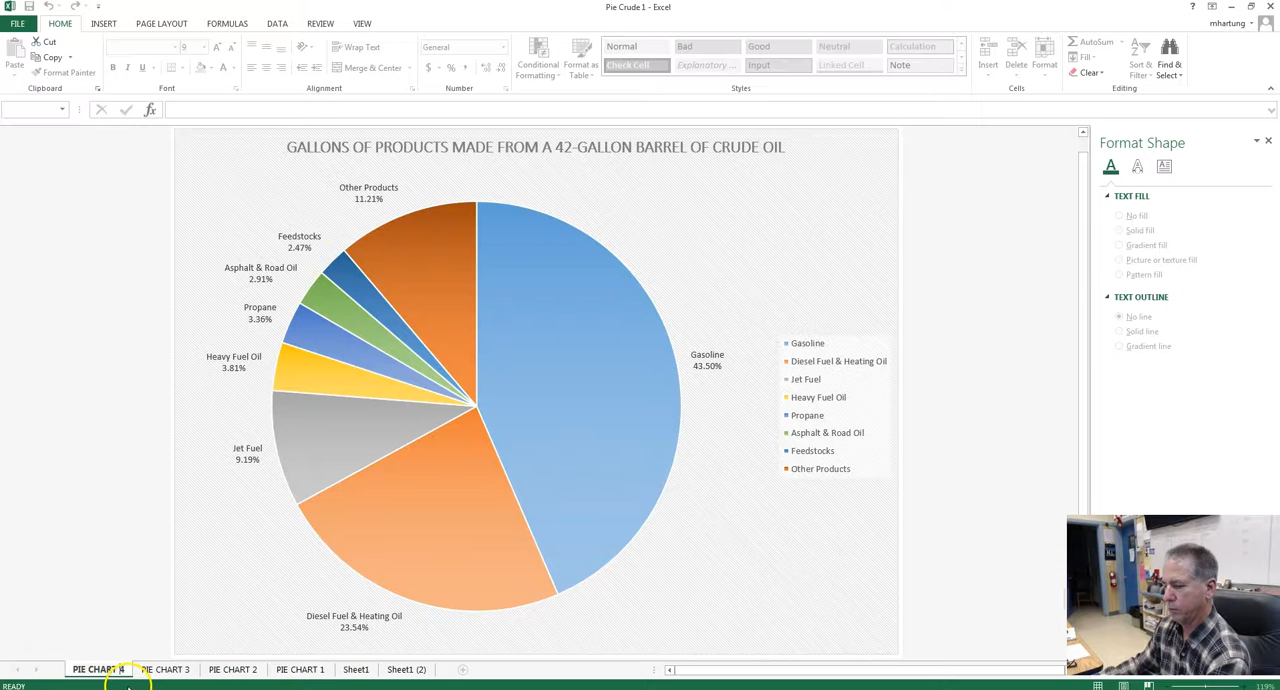 Pie Crude 1 - Excel
?
FILE
HOME
INSERT
PAGE LAYOUT
FORMULAS
DATA
REVIEW
VIEW
mhartung
Paste
Cut
Copy
Format Painter
Clipboard
9
B I U
Font
Wrap Text
Merge & Center
Alignment
General
$ % ,
Number
Conditional Formatting
Format as Table
Normal
Bad
Good
Neutral
Calculation
Check Cell
Explanatory ...
Input
Linked Cell ...
Note
Styles
Insert
Delete
Format
Cells
AutoSum
Fill
Clear
Sort & Filter
Find & Select
Editing
fx
GALLONS OF PRODUCTS MADE FROM A 42-GALLON BARREL OF CRUDE OIL
Other Products
11.21%
Feedstocks
2.47%
Asphalt & Road Oil
2.91%
Propane
3.36%
Heavy Fuel Oil
3.81%
Jet Fuel
9.19%
Diesel Fuel & Heating Oil
23.54%
Gasoline
43.50%
Gasoline
Diesel Fuel & Heating Oil
Jet Fuel
Heavy Fuel Oil
Propane
Asphalt & Road Oil
Feedstocks
Other Products
Format Shape
TEXT FILL
No fill
Solid fill
Gradient fill
Picture or texture fill
Pattern fill
TEXT OUTLINE
No line
Solid line
Gradient line
PIE CHART 4
PIE CHART 3
PIE CHART 2
PIE CHART 1
Sheet1
Sheet1 (2)
READY
119%